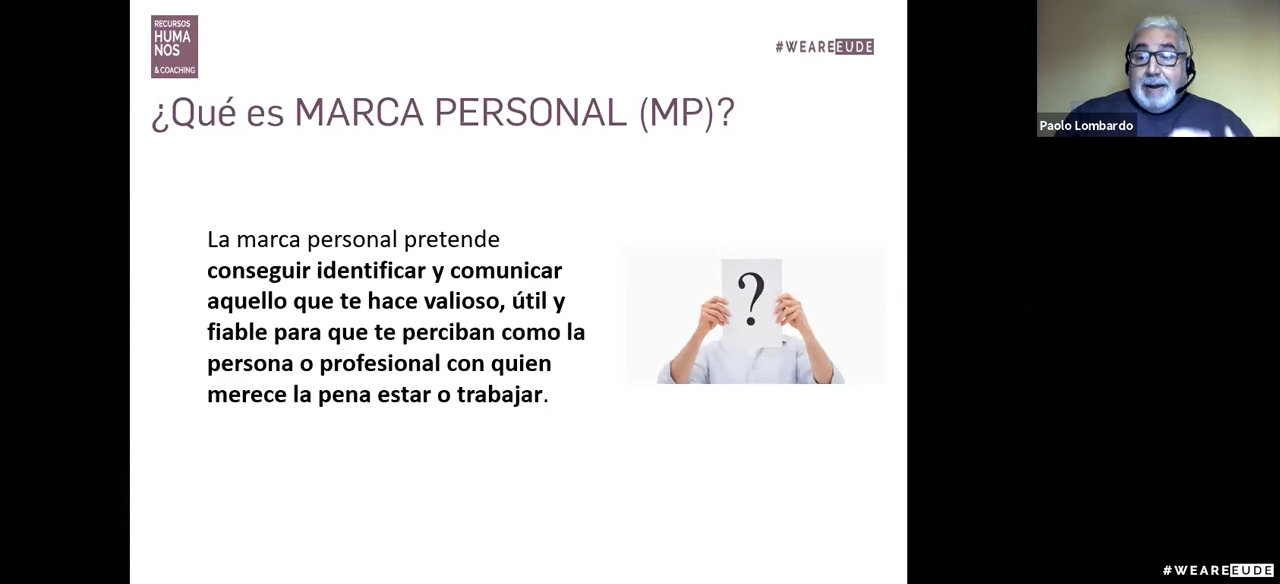 RECURSOS
HUMA
NOS
& COACHING
#WEAREEUDE
¿Qué es MARCA PERSONAL (MP)?
La marca personal pretende
conseguir identificar y comunicar
aquello que te hace valioso, útil y
fiable para que te perciban como la
persona o profesional con quien
merece la pena estar o trabajar.
?
Paolo Lombardo
#WEAREEUDE